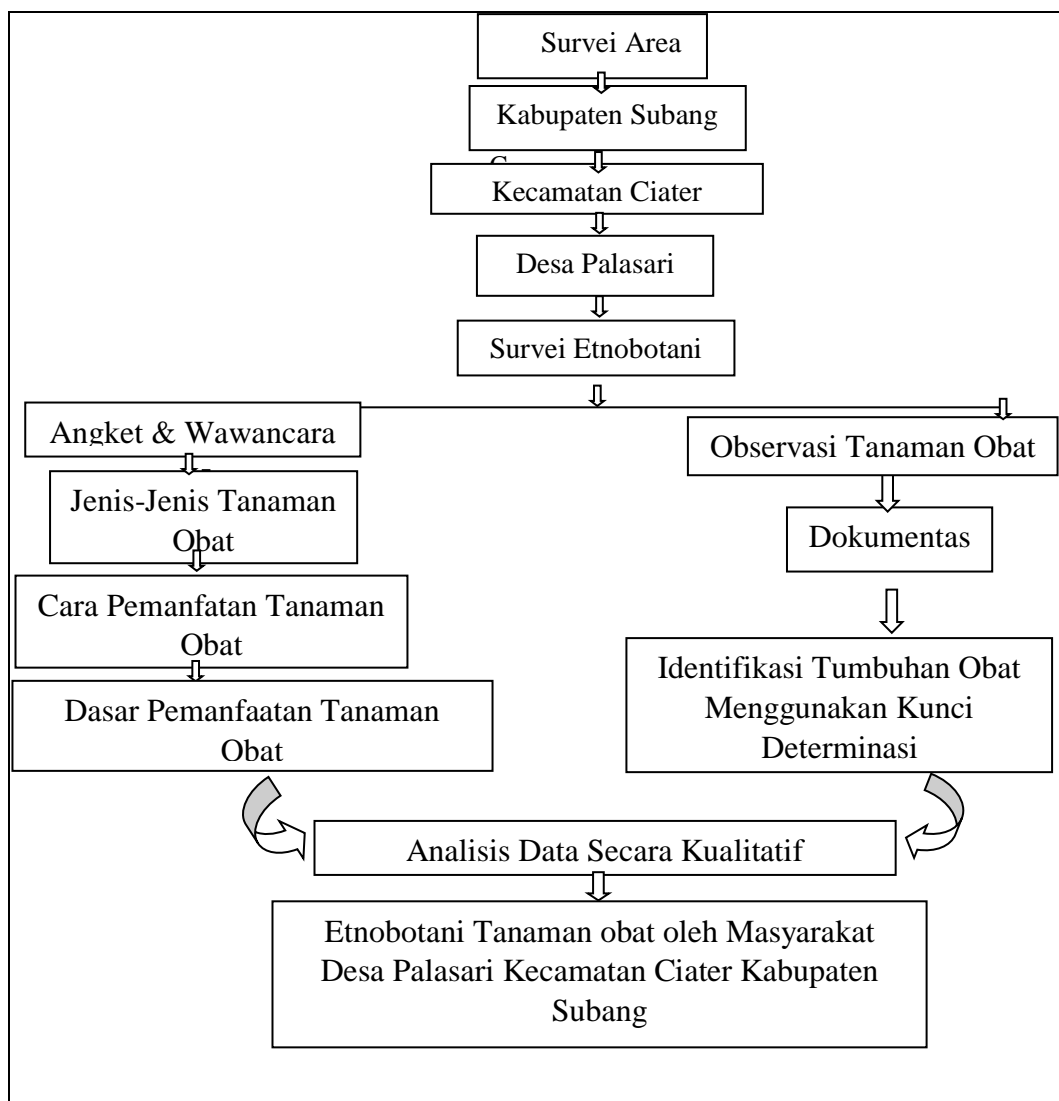 Survei Area
Kabupaten Subang
Kecamatan Ciater
Desa Palasari
Survei Etnobotani
Angket & Wawancara
Jenis-Jenis Tanaman
Obat
Cara Pemanfatan Tanaman
Obat
Dasar Pemanfaatan Tanaman
Obat
Observasi Tanaman Obat
Dokumentas
Identifikasi Tumbuhan Obat
Menggunakan Kunci
Determinasi
Analisis Data Secara Kualitatif
Etnobotani Tanaman obat oleh Masyarakat
Desa Palasari Kecamatan Ciater Kabupaten
Subang